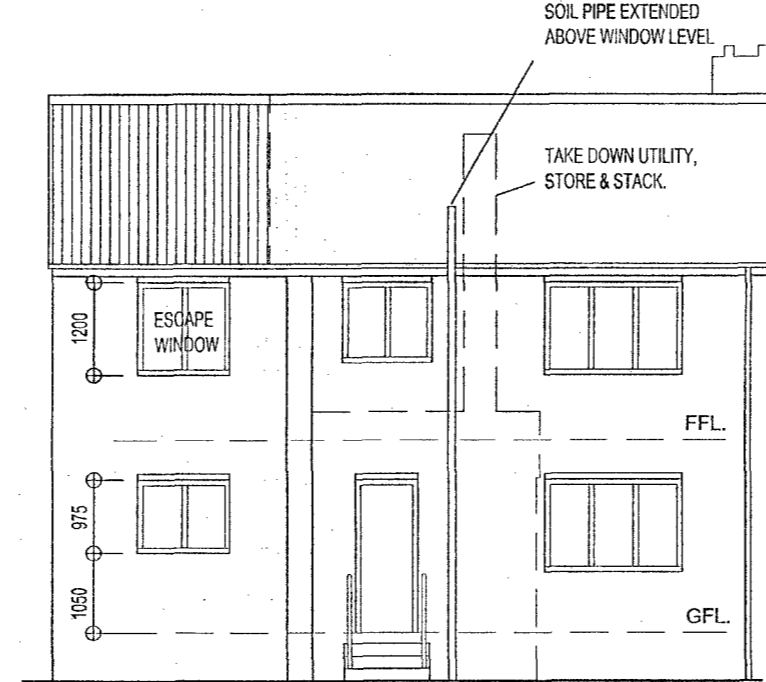 SOIL PIPE EXTENDED
ABOVE WINDOW LEVEL
TAKE DOWN UTILITY,
STORE & STACK.
1200
ESCAPE
WINDOW
FFL.
975
1050
GFL.